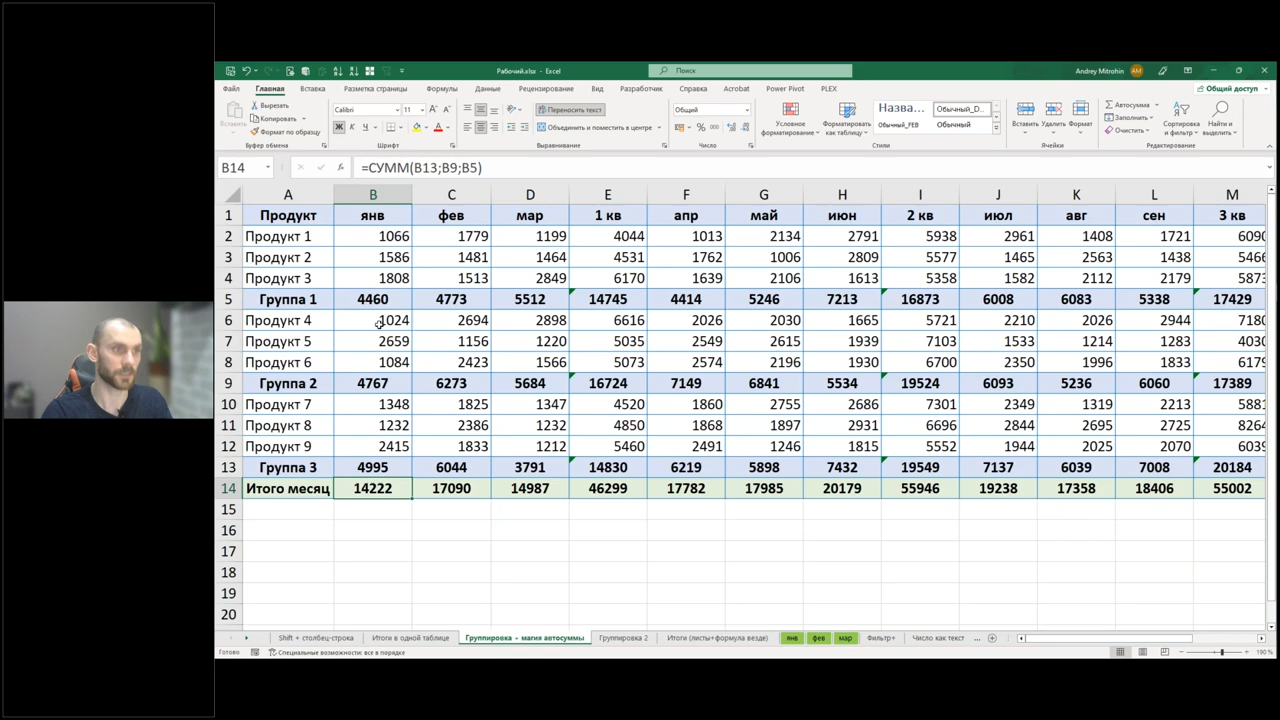 Рабочий.xlsx - Excel
Поиск
Andrey Mitrohin AM
Файл Главная Вставка Разметка страницы Формулы Данные Рецензирование Вид Разработчик Справка Acrobat Power Pivot PLEX Общий доступ
Вставить Вырезать
Копировать
Формат по образцу
Буфер обмена
Calibri 11
Ж К Ч
Шрифт
Переносить текст
Объединить и поместить в центре
Выравнивание
Общий
Число
Условное форматирование
Форматировать как таблицу
Назва... Обычный_D...
Обычный_FEB Обычный
Стили
Вставить Удалить Формат
Ячейки
Автосумма
Заполнить
Очистить
Сортировка и фильтр
Найти и выделить
Редактирование
B14 =СУММ(B13;B9;B5)
A B C D E F G H I J K L M
1 Продукт янв фев мар 1 кв апр май июн 2 кв июл авг сен 3 кв
2 Продукт 1 1066 1779 1199 4044 1013 2134 2791 5938 2961 1408 1721 6090
3 Продукт 2 1586 1481 1464 4531 1762 1006 2809 5577 1465 2563 1438 5466
4 Продукт 3 1808 1513 2849 6170 1639 2106 1613 5358 1582 2112 2179 5873
5 Группа 1 4460 4773 5512 14745 4414 5246 7213 16873 6008 6083 5338 17429
6 Продукт 4 1024 2694 2898 6616 2026 2030 1665 5721 2210 2026 2944 7180
7 Продукт 5 2659 1156 1220 5035 2549 2615 1939 7103 1533 1214 1283 4030
8 Продукт 6 1084 2423 1566 5073 2574 2196 1930 6700 2350 1996 1833 6179
9 Группа 2 4767 6273 5684 16724 7149 6841 5534 19524 6093 5236 6060 17389
10 Продукт 7 1348 1825 1347 4520 1860 2755 2686 7301 2349 1319 2213 5881
11 Продукт 8 1232 2386 1232 4850 1868 1897 2931 6696 2844 2695 2725 8264
12 Продукт 9 2415 1833 1212 5460 2491 1246 1815 5552 1944 2025 2070 6039
13 Группа 3 4995 6044 3791 14830 6219 5898 7432 19549 7137 6039 7008 20184
14 Итого месяц 14222 17090 14987 46299 17782 17985 20179 55946 19238 17358 18406 55002
15
16
17
18
19
20
Shift + столбец-строка Итоги в одной таблице Группировка - магия автосуммы Группировка 2 Итоги (листы+формула везде) янв фев мар Фильтр+ Число как текст ...
Готово Специальные возможности: все в порядке 190 %